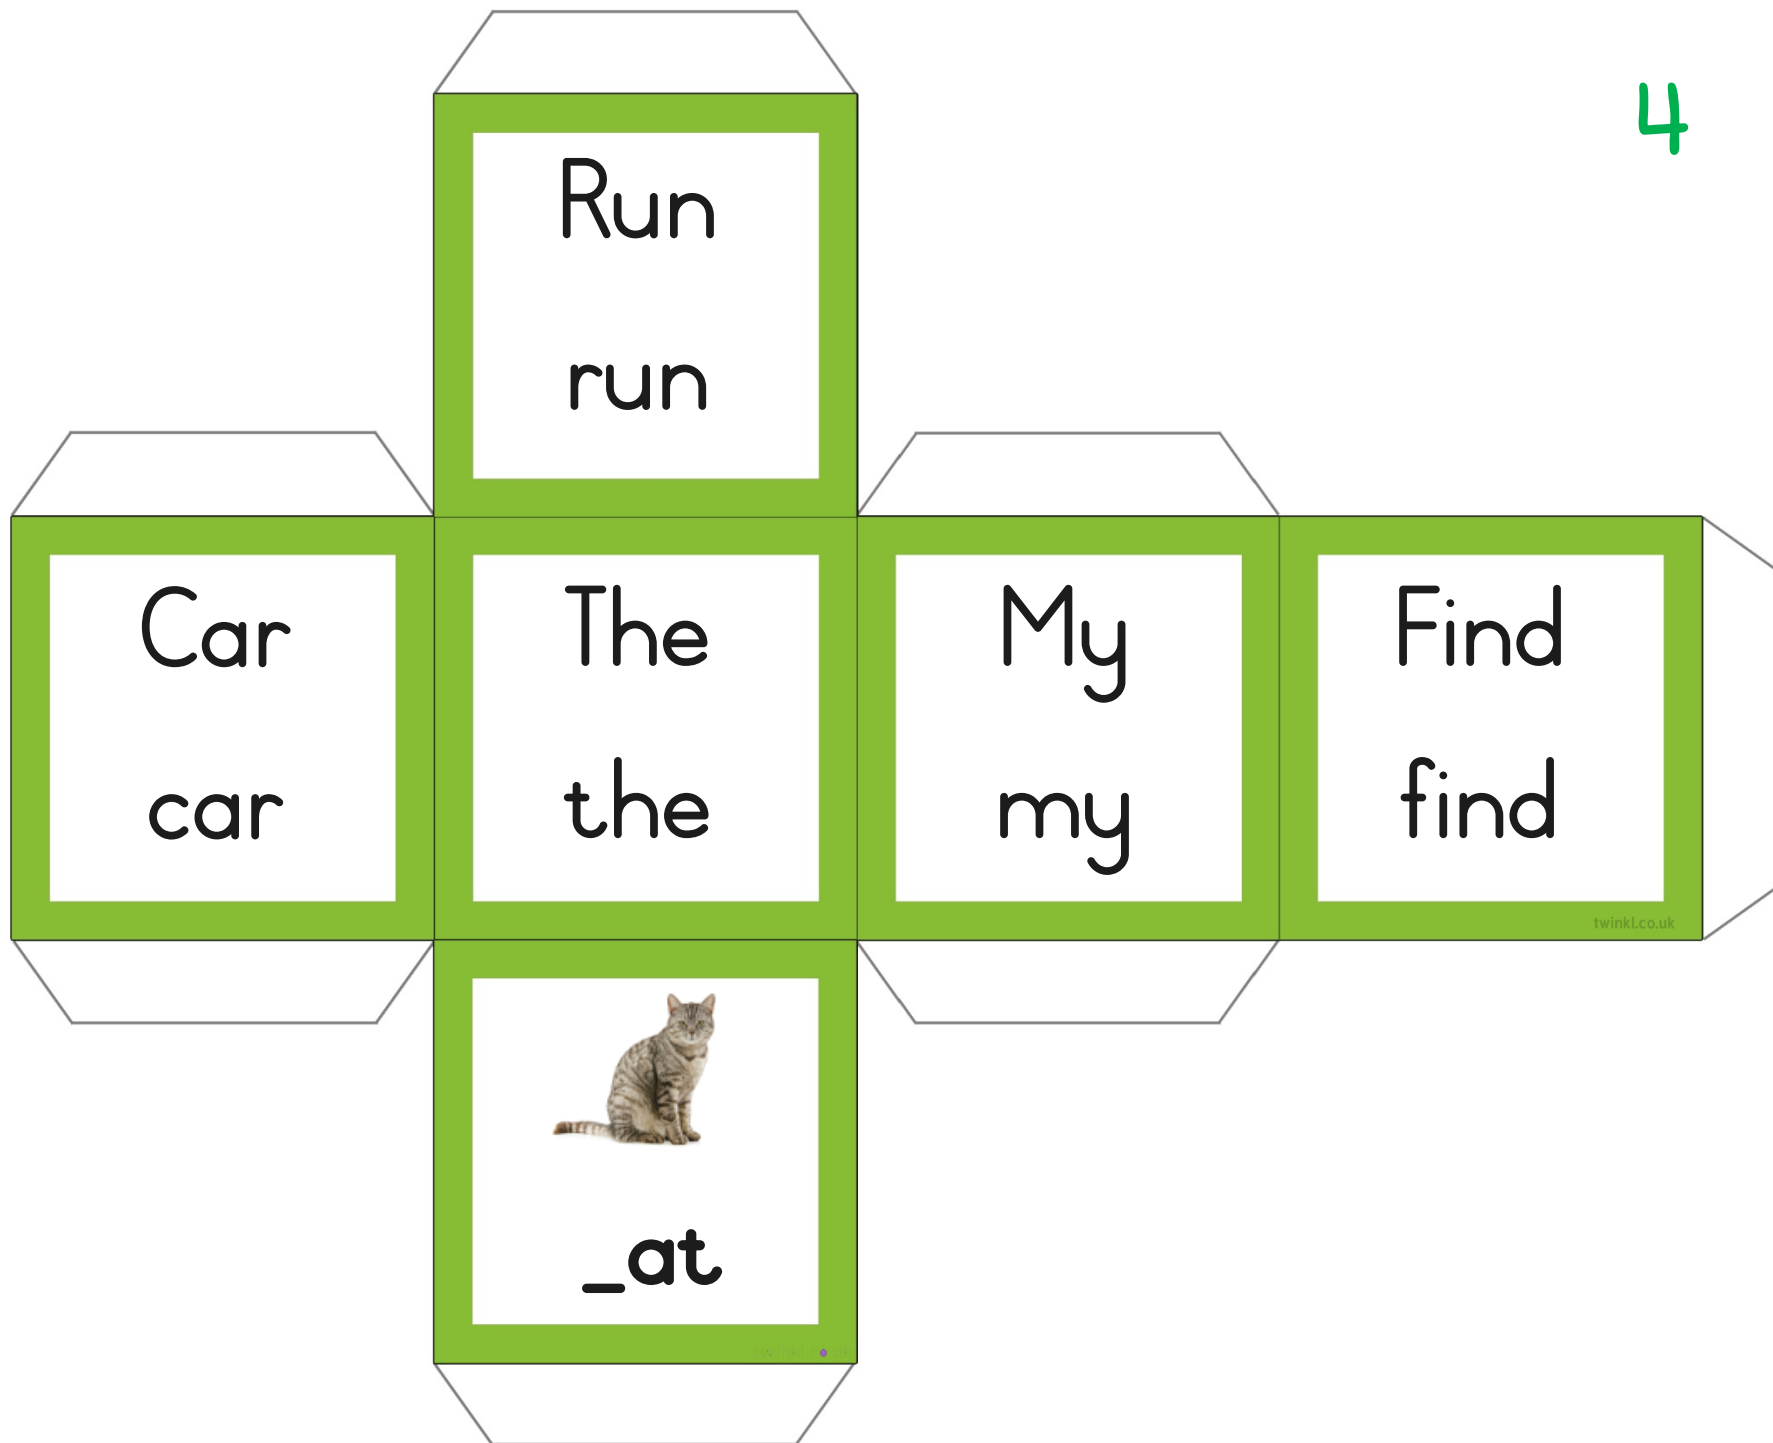 4
Run
run
Car
car
The
the
My
my
Find
find
twinkl.co.uk
_at